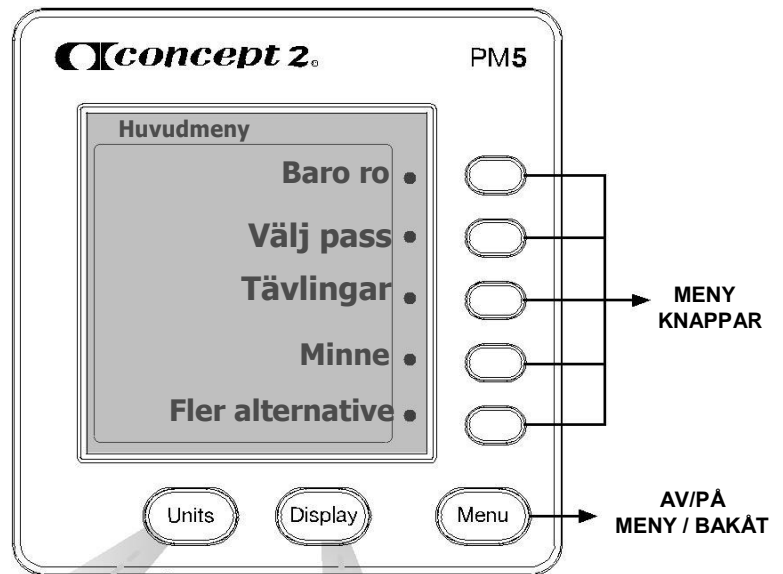 concept 2®
PM5
Huvudmeny
Baro ro
Välj pass
Tävlingar
Minne
Fler alternative
MENY
KNAPPAR
Units
Display
Menu
AV/PÅ
MENY / BAKÅT